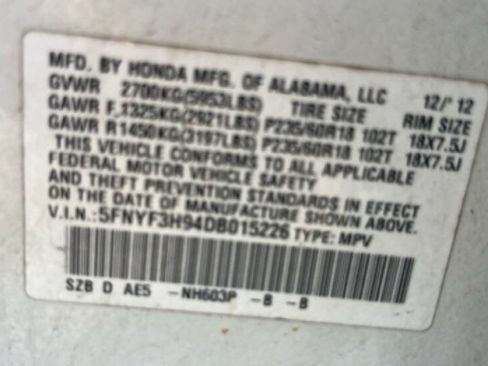 MFD. BY HONDA MFG. OF ALABAMA, LLC 12/'12
GVWR 2700KG(5953LBS) TIRE SIZE RIM SIZE
GAWR F 1325KG(2921LBS) P235/60R18 102T 18X7.5J
GAWR R 1450KG(3197LBS) P235/60R18 102T 18X7.5J
THIS VEHICLE CONFORMS TO ALL APPLICABLE
FEDERAL MOTOR VEHICLE SAFETY
AND THEFT PREVENTION STANDARDS IN EFFECT
ON THE DATE OF MANUFACTURE SHOWN ABOVE.
V.I.N.: 5FNYF3H94DB015226 TYPE: MPV
SZB D AE5 -NH603P -B -B